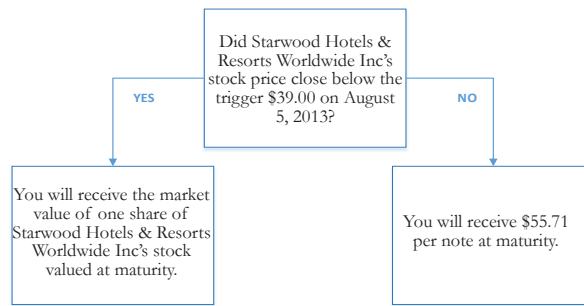 Did Starwood Hotels &
Resorts Worldwide Inc's
stock price close below the
trigger $39.00 on August
5, 2013?
YES
NO
You will receive the market
value of one share of
Starwood Hotels & Resorts
Worldwide Inc's stock
valued at maturity.
You will receive $55.71
per note at maturity.